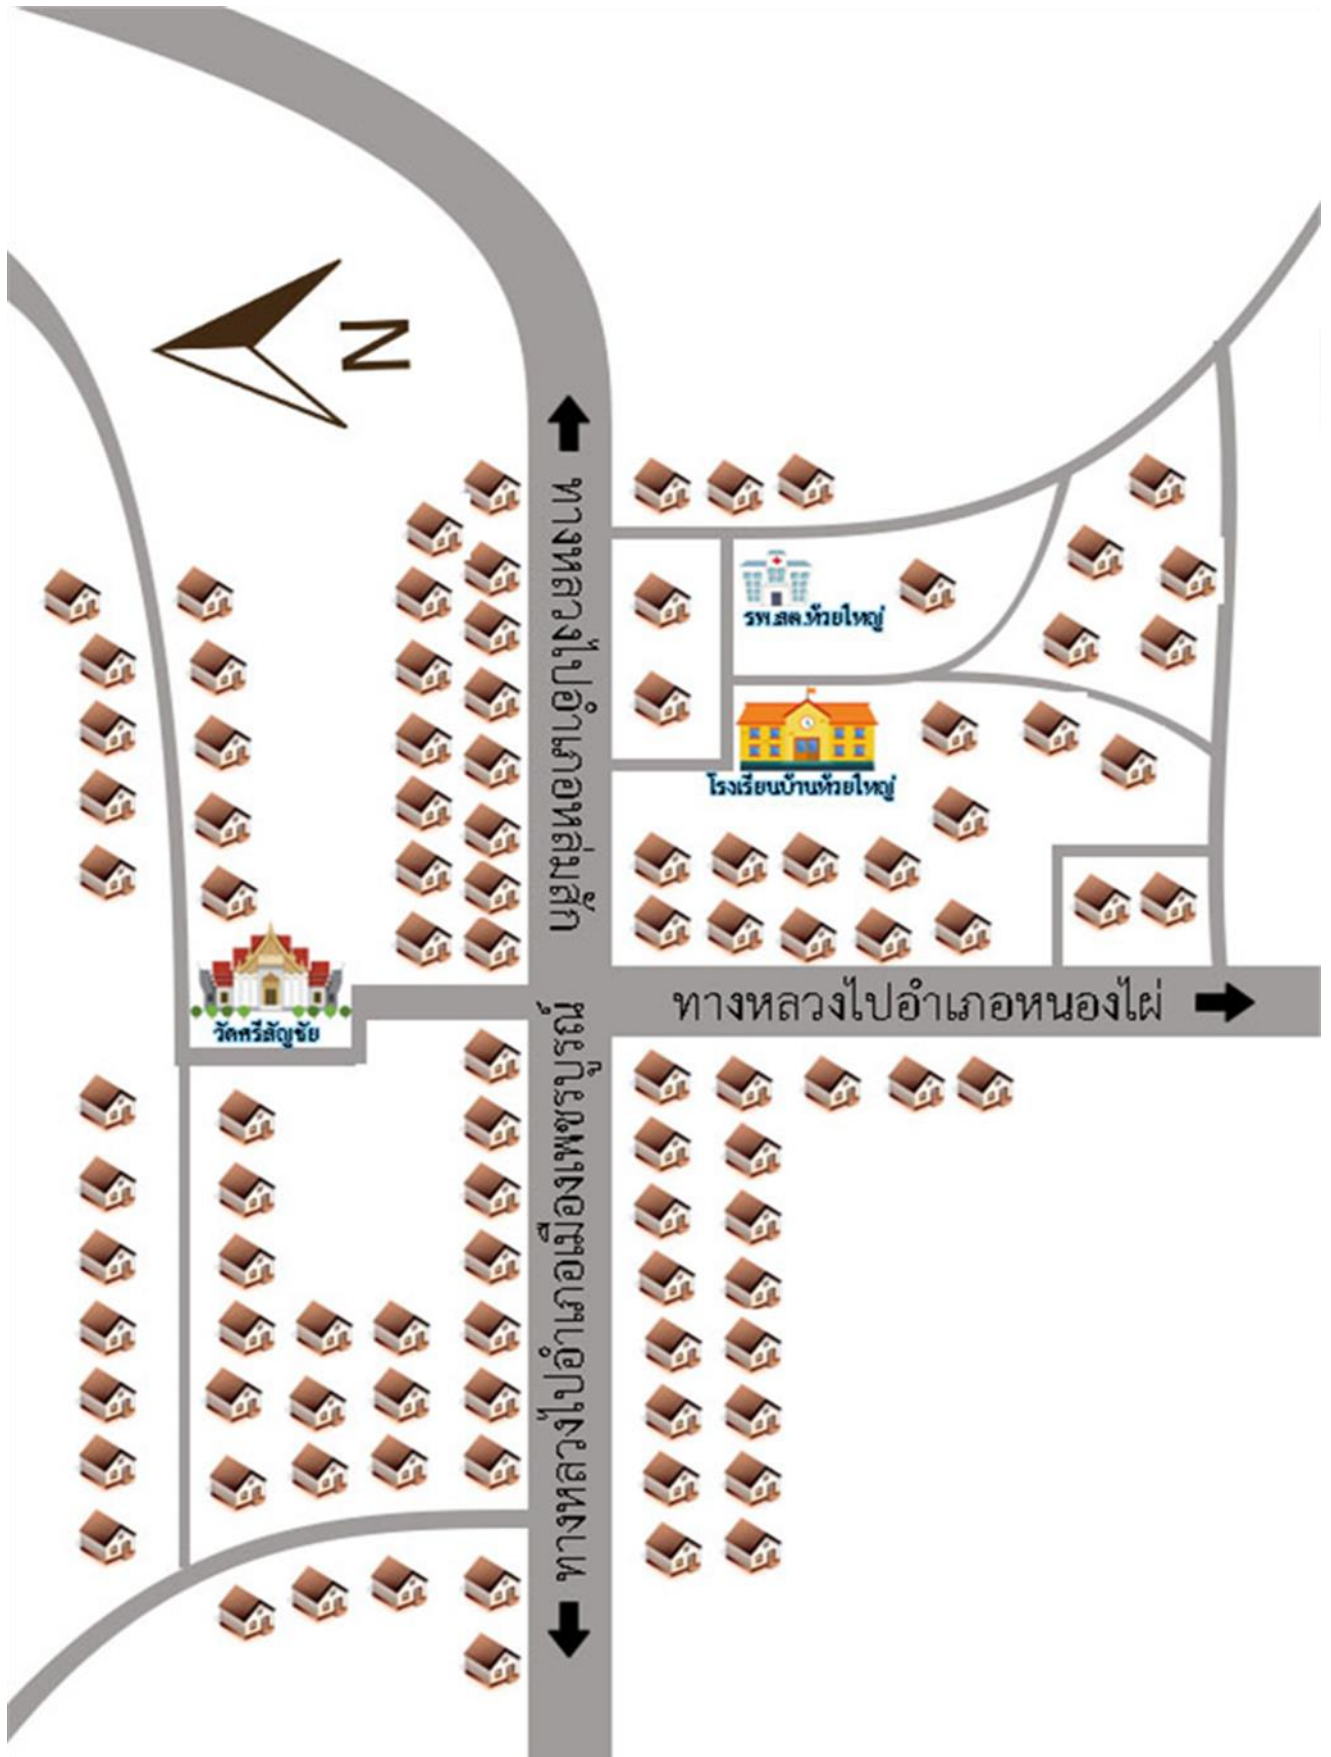 N
ทางหลวงไปอำเภอหล่มสัก
รพ.สต.ห้วยใหญ่
โรงเรียนบ้านห้วยใหญ่
ทางหลวงไปอำเภอหนองไผ่
วัดศรีสัญชัย
ทางหลวงไปอำเภอเมืองเพชรบูรณ์